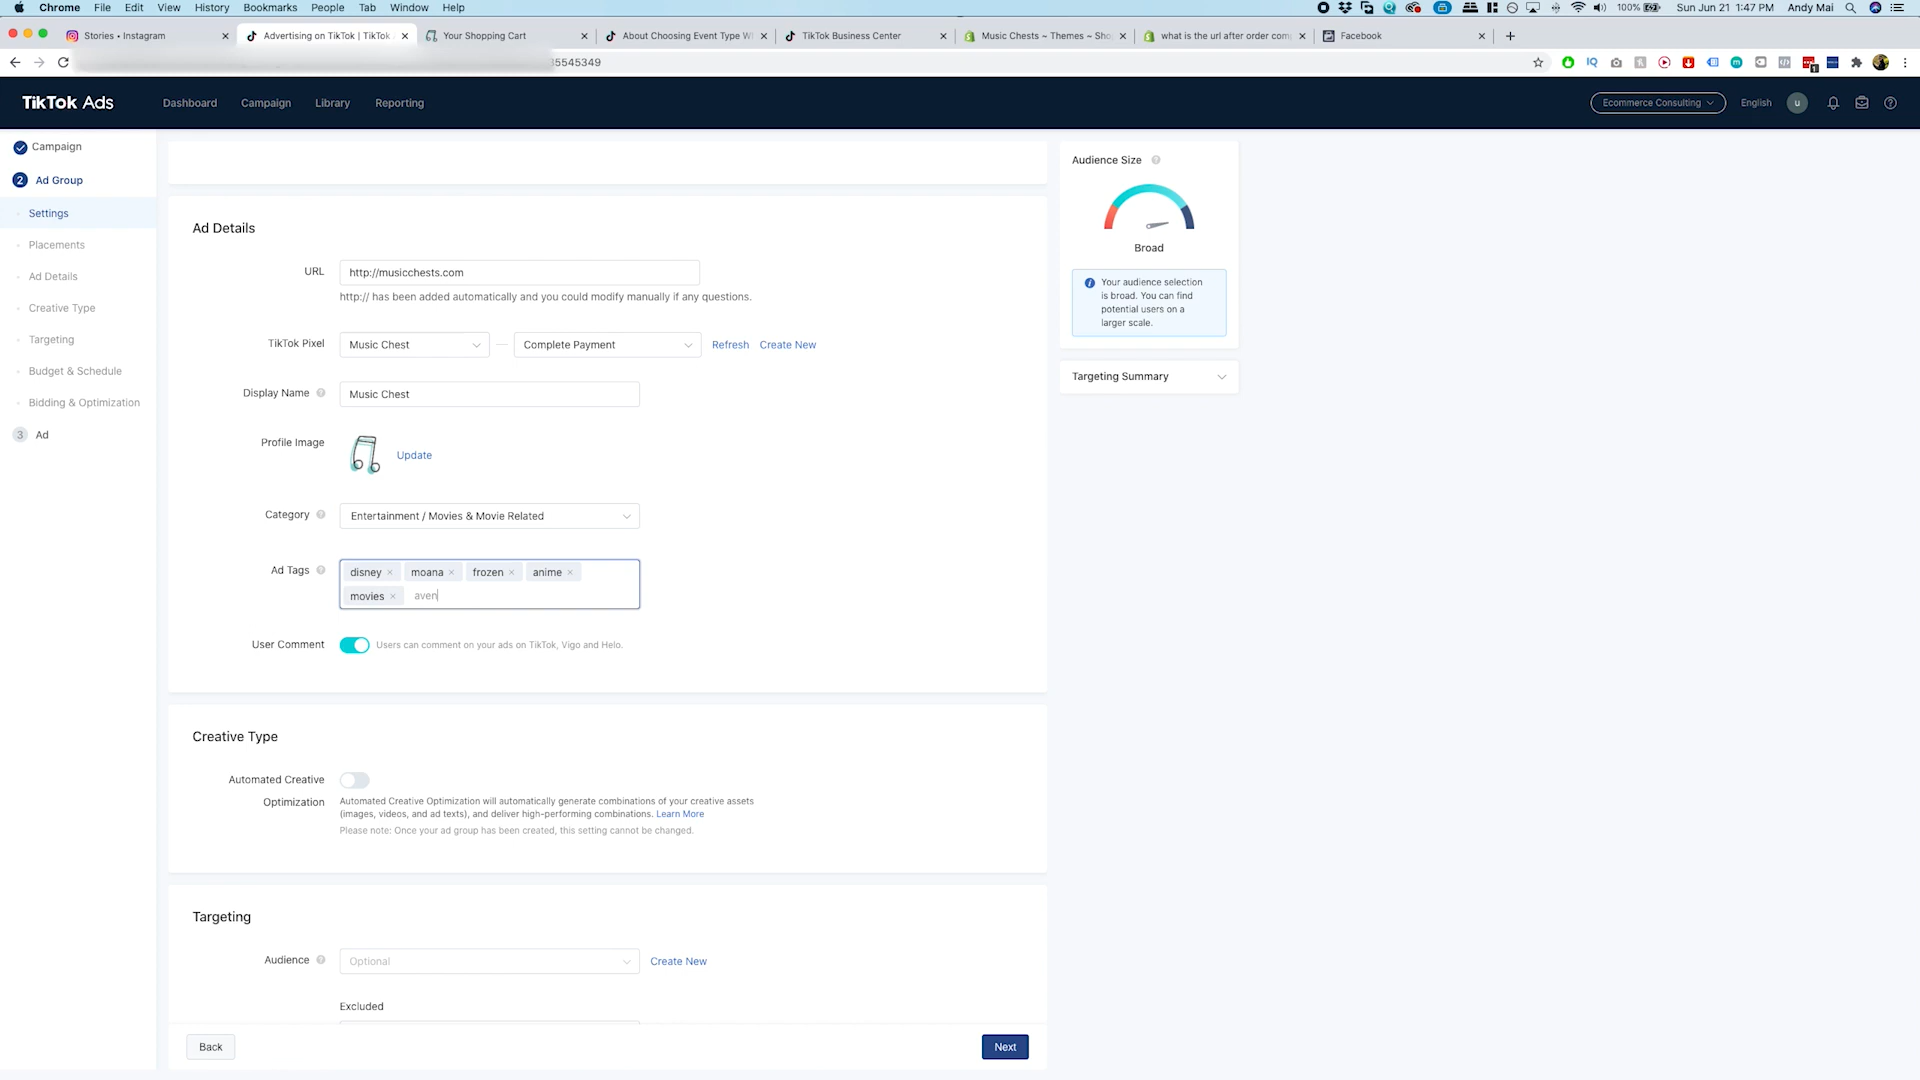 Chrome File Edit View History Bookmarks People Tab Window Help 100% Sun Jun 21 1:47 PM Andy Mai
Stories • Instagram Advertising on TikTok | TikTok Your Shopping Cart About Choosing Event Type W TikTok Business Center Music Chests ~ Themes ~ Sho what is the url after order com Facebook
5545349
TikTok Ads Dashboard Campaign Library Reporting Ecommerce Consulting English u
Campaign
2 Ad Group
Settings
Placements
Ad Details
Creative Type
Targeting
Budget & Schedule
Bidding & Optimization
3 Ad
Ad Details
URL http://musicchests.com
http:// has been added automatically and you could modify manually if any questions.
TikTok Pixel Music Chest Complete Payment Refresh Create New
Display Name Music Chest
Profile Image Update
Category Entertainment / Movies & Movie Related
Ad Tags disney moana frozen anime
movies aven
User Comment Users can comment on your ads on TikTok, Vigo and Helo.
Creative Type
Automated Creative
Optimization
Automated Creative Optimization will automatically generate combinations of your creative assets
(images, videos, and ad texts), and deliver high-performing combinations. Learn More
Please note: Once your ad group has been created, this setting cannot be changed.
Targeting
Audience Optional Create New
Excluded
Back Next
Audience Size
Broad
Your audience selection
is broad. You can find
potential users on a
larger scale.
Targeting Summary